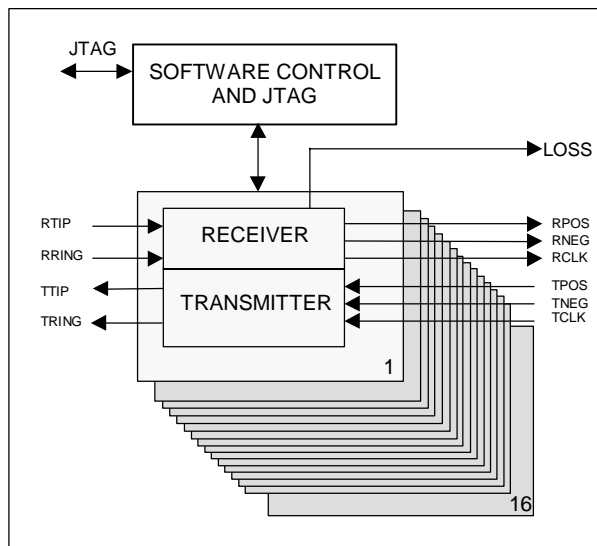 JTAG
SOFTWARE CONTROL
AND JTAG
LOSS
RTIP
RRING
TTIP
TRING
RECEIVER
TRANSMITTER
RPOS
RNEG
RCLK
TPOS
TNEG
TCLK
1
16